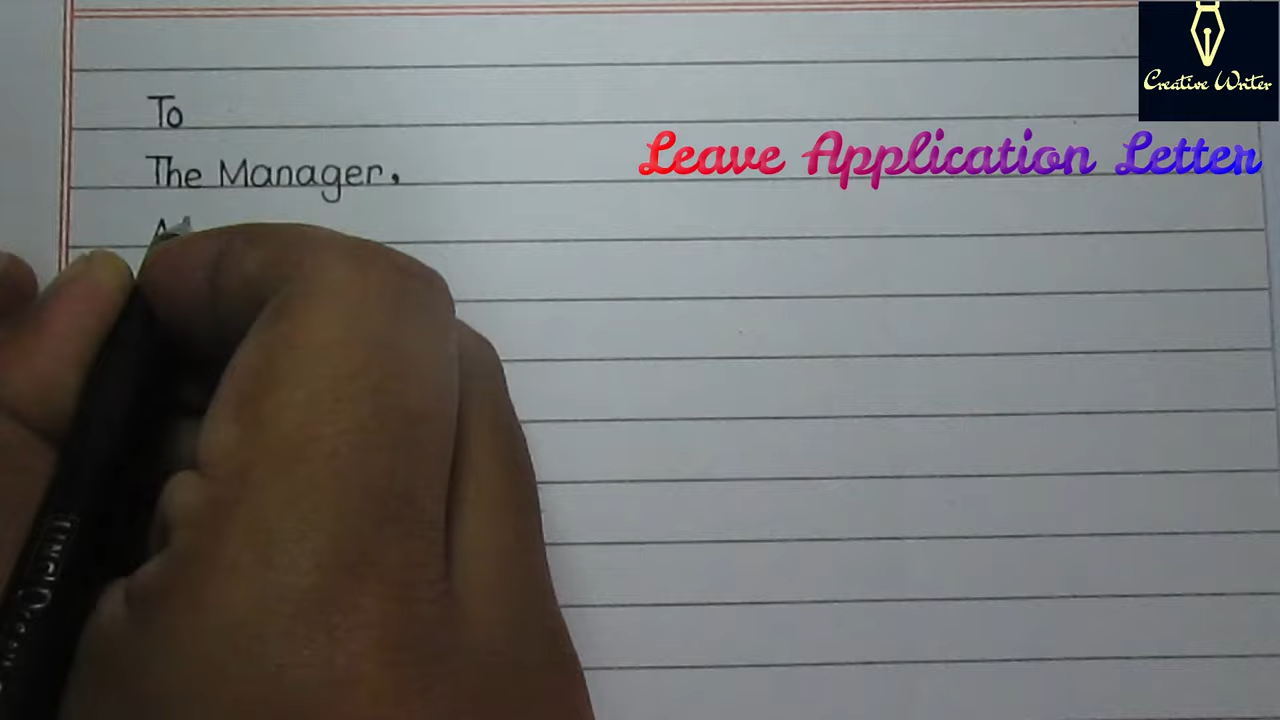 Creative Writer
To
Leave Application Letter
The Manager,